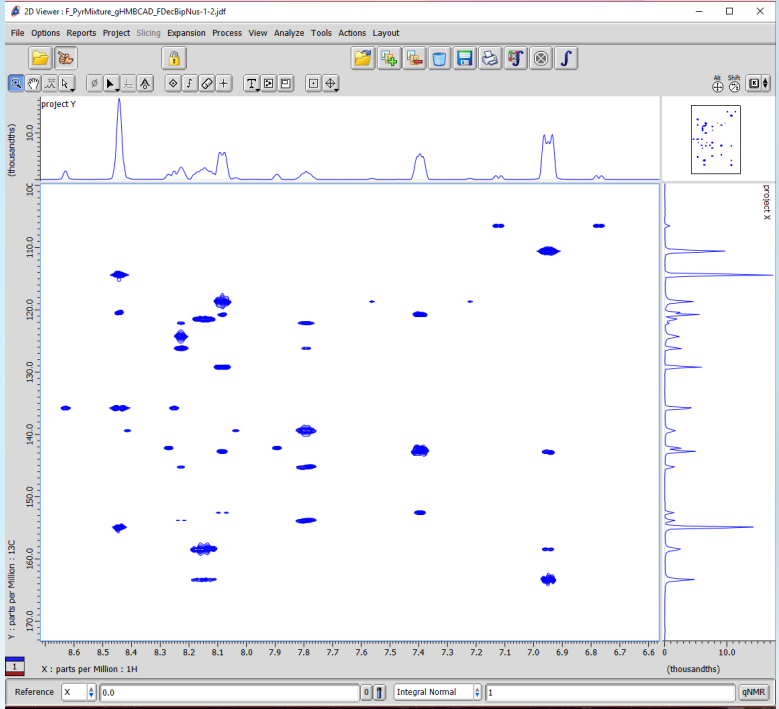 2D Viewer : F_PyrMixture_gHMBCAD_FDecBipNus-1-2.jdf
File Options Reports Project Slicing Expansion Process View Analyze Tools Actions Layout
Alt Shift
project Y
10.0
(thousandths)
project X
100
110.0
120.0
130.0
140.0
150.0
160.0
170.0
Y : parts per Million : 13C
8.6 8.5 8.4 8.3 8.2 8.1 8.0 7.9 7.8 7.7 7.6 7.5 7.4 7.3 7.2 7.1 7.0 6.9 6.8 6.7 6.6 6.6
0 10.0
1
X : parts per Million : 1H
(thousandths)
Reference X 0.0 0 Integral Normal 1 qNMR